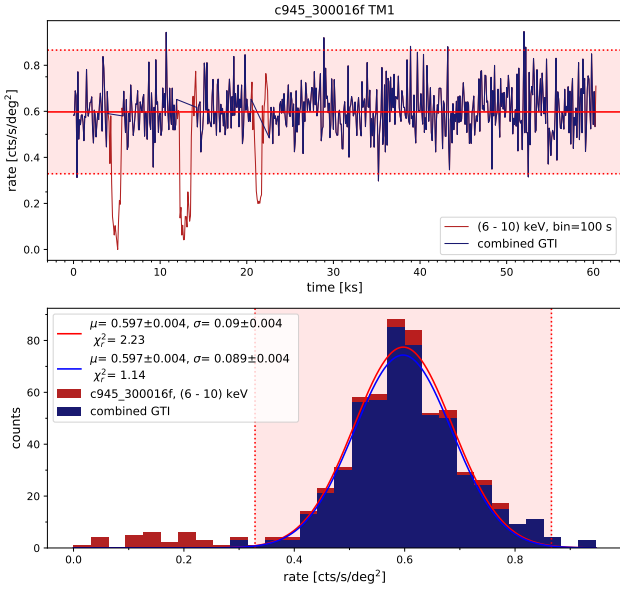 c945_300016f TM1
rate [cts/s/deg²]
0.8
0.6
0.4
0.2
0.0
(6 - 10) keV, bin=100 s
combined GTI
0 10 20 30 40 50 60
time [ks]
counts
80
60
40
20
0
μ= 0.597±0.004, σ= 0.09±0.004
χ²ᵣ= 2.23
μ= 0.597±0.004, σ= 0.089±0.004
χ²ᵣ= 1.14
c945_300016f, (6 - 10) keV
combined GTI
0.0 0.2 0.4 0.6 0.8
rate [cts/s/deg²]